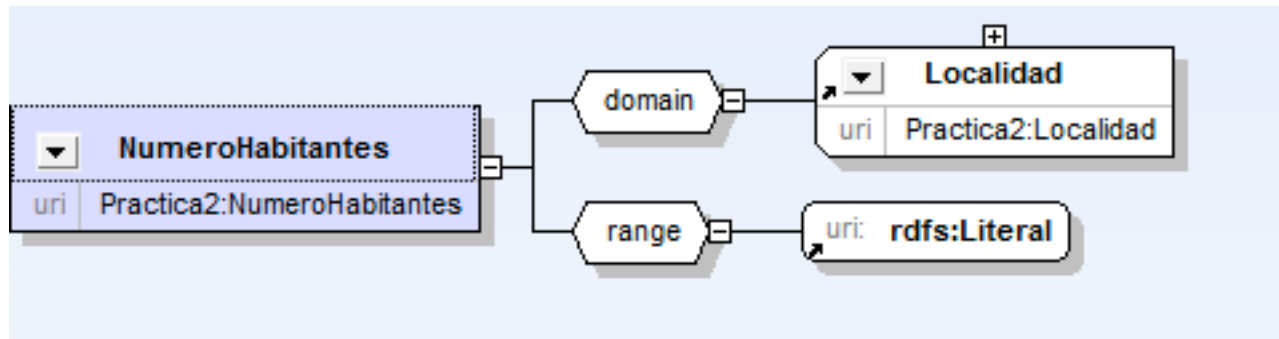 NumeroHabitantes
uri Practica2:NumeroHabitantes
domain
Localidad
uri Practica2:Localidad
range
uri: rdfs:Literal